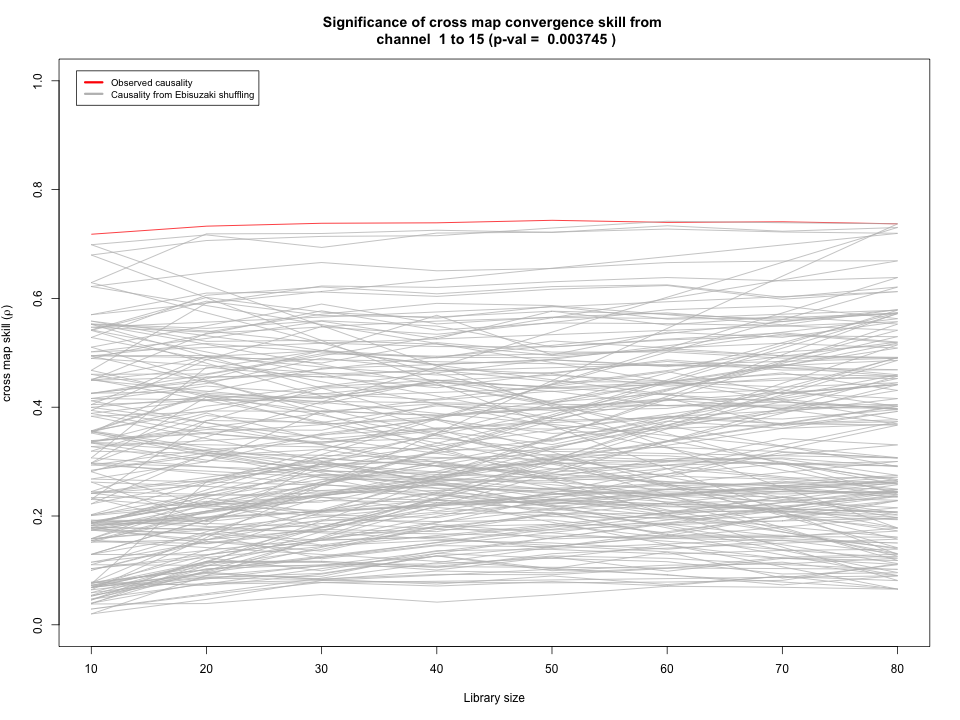 Significance of cross map convergence skill from
channel  1 to 15 (p-val =  0.003745 )
Observed causality
Causality from Ebisuzaki shuffling
cross map skill (ρ)
1.0
0.8
0.6
0.4
0.2
0.0
10 20 30 40 50 60 70 80
Library size